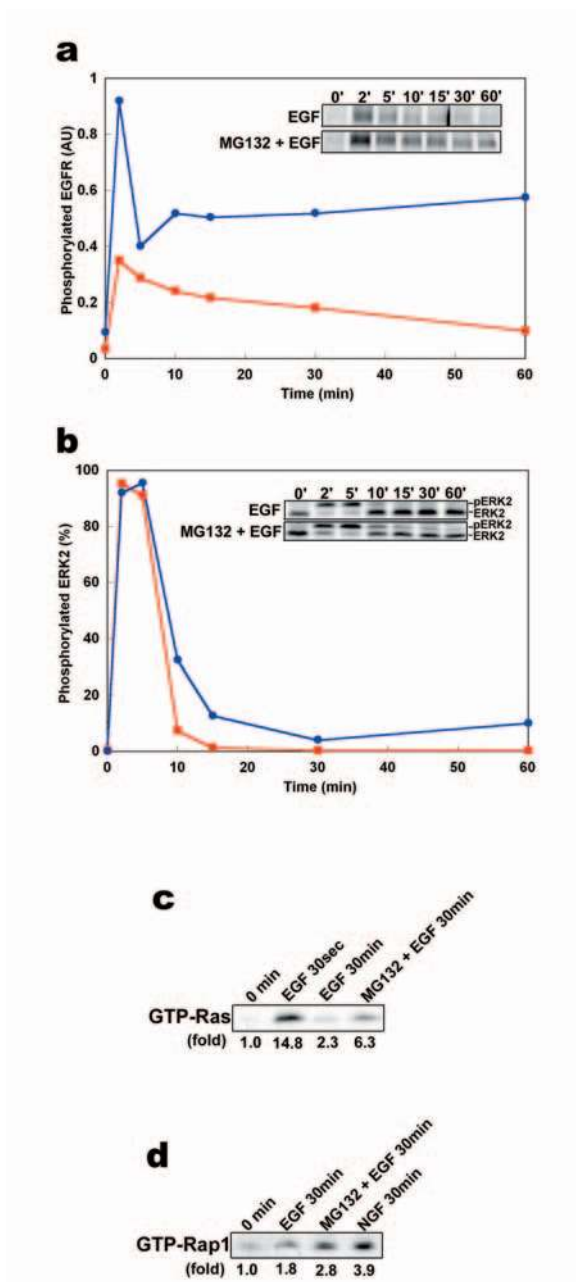 a
1
0.8
0.6
0.4
0.2
0
Phosphorylated EGFR (AU)
0' 2' 5' 10' 15' 30' 60'
EGF
MG132 + EGF
0 10 20 30 40 50 60
Time (min)
b
100
80
60
40
20
0
Phosphorylated ERK2 (%)
0' 2' 5' 10' 15' 30' 60'
EGF
-pERK2
-ERK2
MG132 + EGF
-pERK2
-ERK2
0 10 20 30 40 50 60
Time (min)
c
0 min
EGF 30sec
EGF 30min
MG132 + EGF 30min
GTP-Ras
(fold) 1.0 14.8 2.3 6.3
d
0 min
EGF 30min
MG132 + EGF 30min
NGF 30min
GTP-Rap1
(fold) 1.0 1.8 2.8 3.9